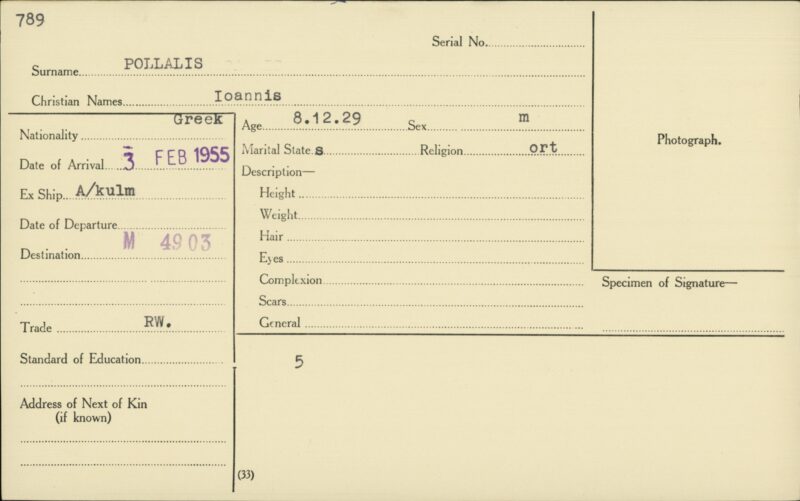 789
Serial No.
Surname POLLALIS
Christian Names Ioannis
Nationality Greek
Date of Arrival 3 FEB 1955
Ex Ship A/kulm
Date of Departure
Destination M 4903
Trade RW.
Standard of Education
Address of Next of Kin
(if known)
Age 8.12.29 Sex m
Marital State s Religion ort
Description—
Height
Weight
Hair
Eyes
Complexion
Scars
General
5
(33)
Photograph.
Specimen of Signature—